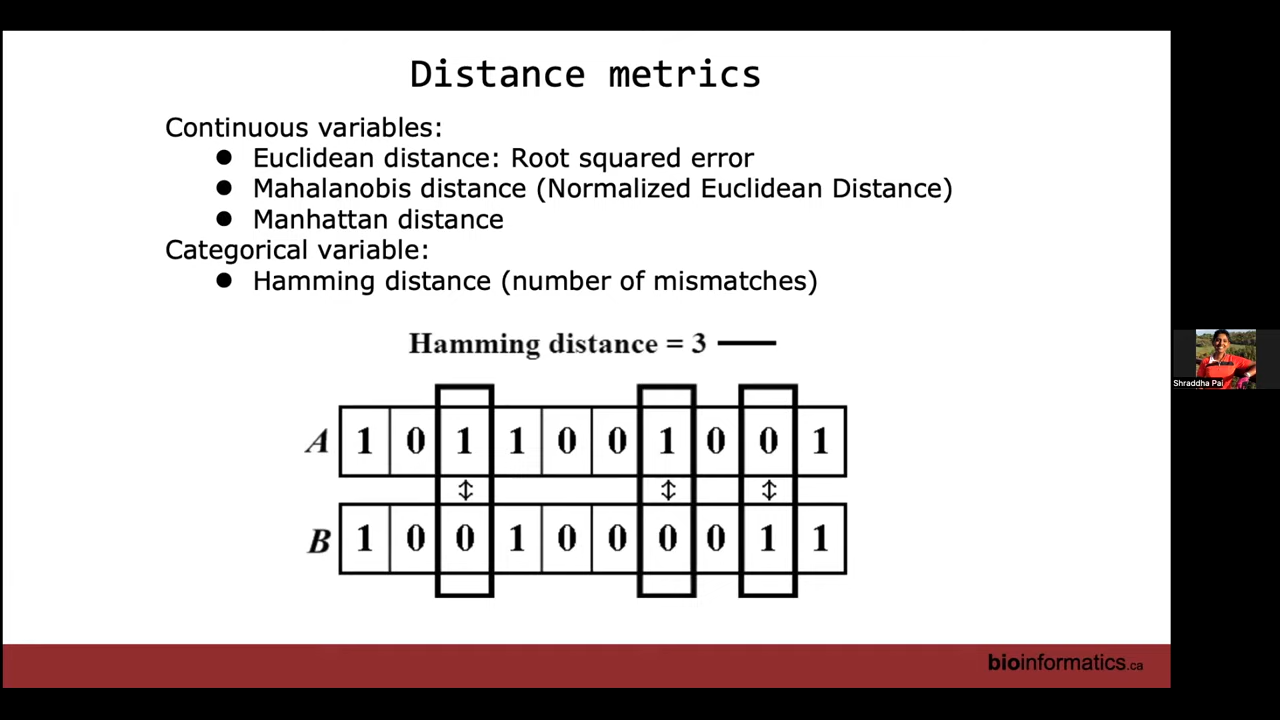 Distance metrics
Continuous variables:
● Euclidean distance: Root squared error
● Mahalanobis distance (Normalized Euclidean Distance)
● Manhattan distance
Categorical variable:
● Hamming distance (number of mismatches)
Hamming distance = 3
A 1 0 1 1 0 0 1 0 0 1
B 1 0 0 1 0 0 0 0 1 1
Shraddha Pai
bioinformatics.ca